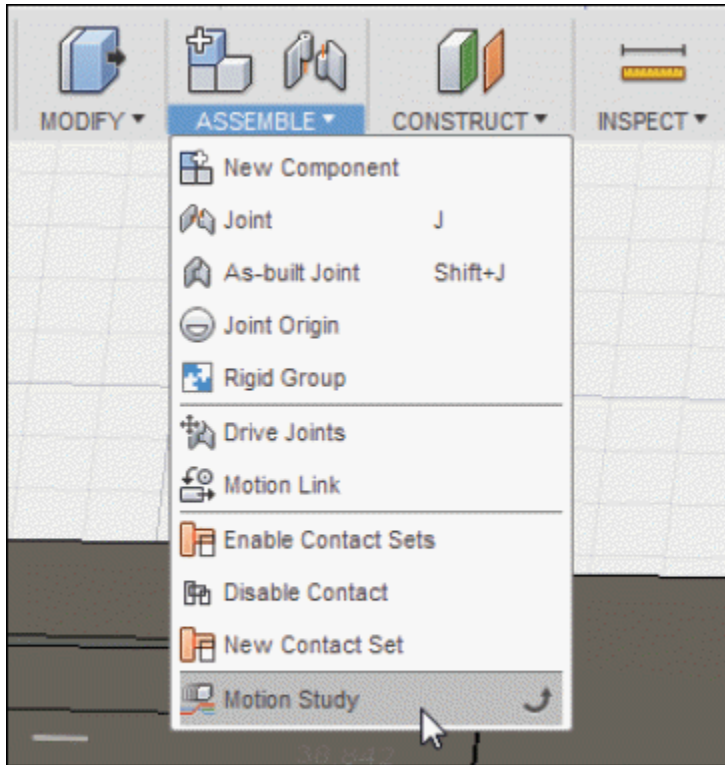 MODIFY ASSEMBLE CONSTRUCT INSPECT
New Component
Joint J
As-built Joint Shift+J
Joint Origin
Rigid Group
Drive Joints
Motion Link
Enable Contact Sets
Disable Contact
New Contact Set
Motion Study